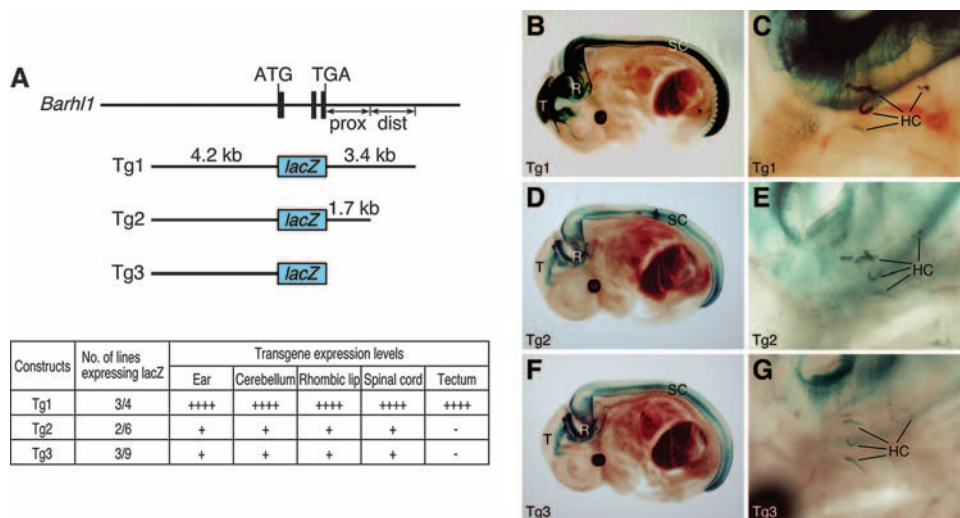 A
ATG TGA
Barhl1
prox dist
4.2 kb 3.4 kb
Tg1 lacZ
1.7 kb
Tg2 lacZ
Tg3 lacZ
Constructs No. of lines expressing lacZ Transgene expression levels
Ear Cerebellum Rhombic lip Spinal cord Tectum
Tg1 3/4 ++++ ++++ ++++ ++++ ++++
Tg2 2/6 + + + + -
Tg3 3/9 + + + + -
B
SC
R
T
Tg1
C
HC
Tg1
D
SC
R
T
Tg2
E
HC
Tg2
F
SC
R
T
Tg3
G
HC
Tg3